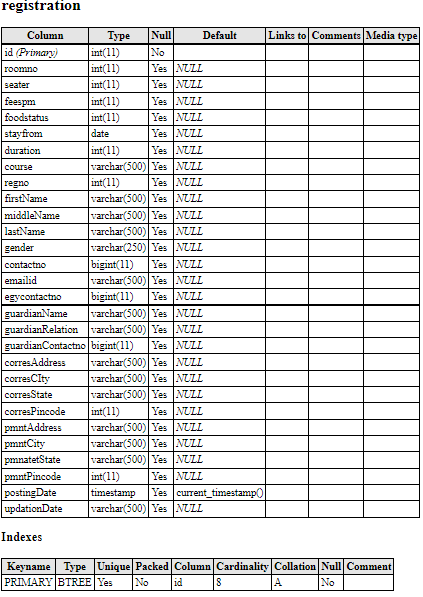 registration
Column Type Null Default Links to Comments Media type
id (Primary) int(11) No
roomno int(11) Yes NULL
seater int(11) Yes NULL
feespm int(11) Yes NULL
foodstatus int(11) Yes NULL
stayfrom date Yes NULL
duration int(11) Yes NULL
course varchar(500) Yes NULL
regno int(11) Yes NULL
firstName varchar(500) Yes NULL
middleName varchar(500) Yes NULL
lastName varchar(500) Yes NULL
gender varchar(250) Yes NULL
contactno bigint(11) Yes NULL
emailid varchar(500) Yes NULL
egycontactno bigint(11) Yes NULL
guardianName varchar(500) Yes NULL
guardianRelation varchar(500) Yes NULL
guardianContactno bigint(11) Yes NULL
corresAddress varchar(500) Yes NULL
corresCIty varchar(500) Yes NULL
corresState varchar(500) Yes NULL
corresPincode int(11) Yes NULL
pmntAddress varchar(500) Yes NULL
pmntCity varchar(500) Yes NULL
pmnatetState varchar(500) Yes NULL
pmntPincode int(11) Yes NULL
postingDate timestamp Yes current_timestamp()
updationDate varchar(500) Yes NULL
Indexes
Keyname Type Unique Packed Column Cardinality Collation Null Comment
PRIMARY BTREE Yes No id 8 A No